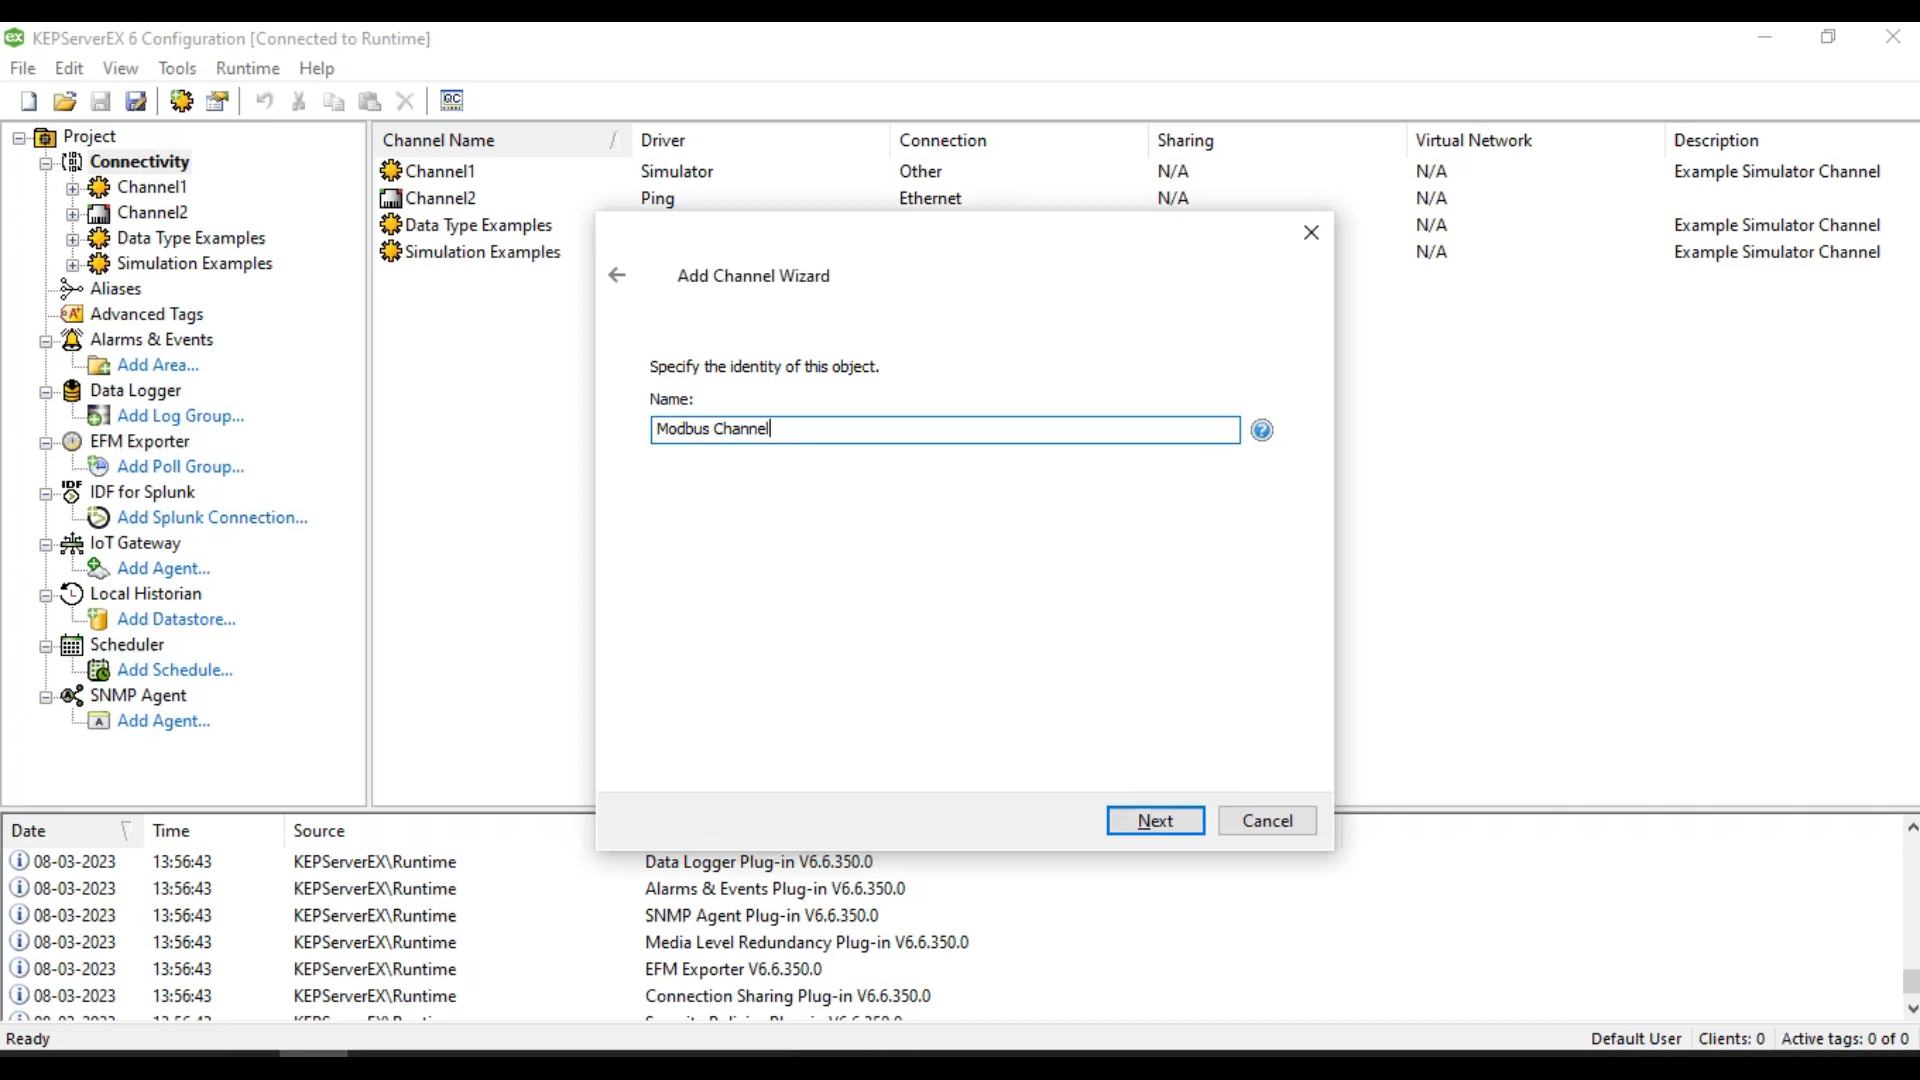 KEPServerEX 6 Configuration [Connected to Runtime]
File Edit View Tools Runtime Help
Project
Connectivity
Channel1
Channel2
Data Type Examples
Simulation Examples
Aliases
Advanced Tags
Alarms & Events
Add Area...
Data Logger
Add Log Group...
EFM Exporter
Add Poll Group...
IDF for Splunk
Add Splunk Connection...
IoT Gateway
Add Agent...
Local Historian
Add Datastore...
Scheduler
Add Schedule...
SNMP Agent
Add Agent...
Channel Name Driver Connection Sharing Virtual Network Description
Channel1 Simulator Other N/A N/A Example Simulator Channel
Channel2 Ping Ethernet N/A N/A
Data Type Examples N/A Example Simulator Channel
Simulation Examples N/A Example Simulator Channel
Add Channel Wizard
Specify the identity of this object.
Name:
Modbus Channel
Next Cancel
Date Time Source
08-03-2023 13:56:43 KEPServerEX\Runtime Data Logger Plug-in V6.6.350.0
08-03-2023 13:56:43 KEPServerEX\Runtime Alarms & Events Plug-in V6.6.350.0
08-03-2023 13:56:43 KEPServerEX\Runtime SNMP Agent Plug-in V6.6.350.0
08-03-2023 13:56:43 KEPServerEX\Runtime Media Level Redundancy Plug-in V6.6.350.0
08-03-2023 13:56:43 KEPServerEX\Runtime EFM Exporter V6.6.350.0
08-03-2023 13:56:43 KEPServerEX\Runtime Connection Sharing Plug-in V6.6.350.0
Ready Default User Clients: 0 Active tags: 0 of 0